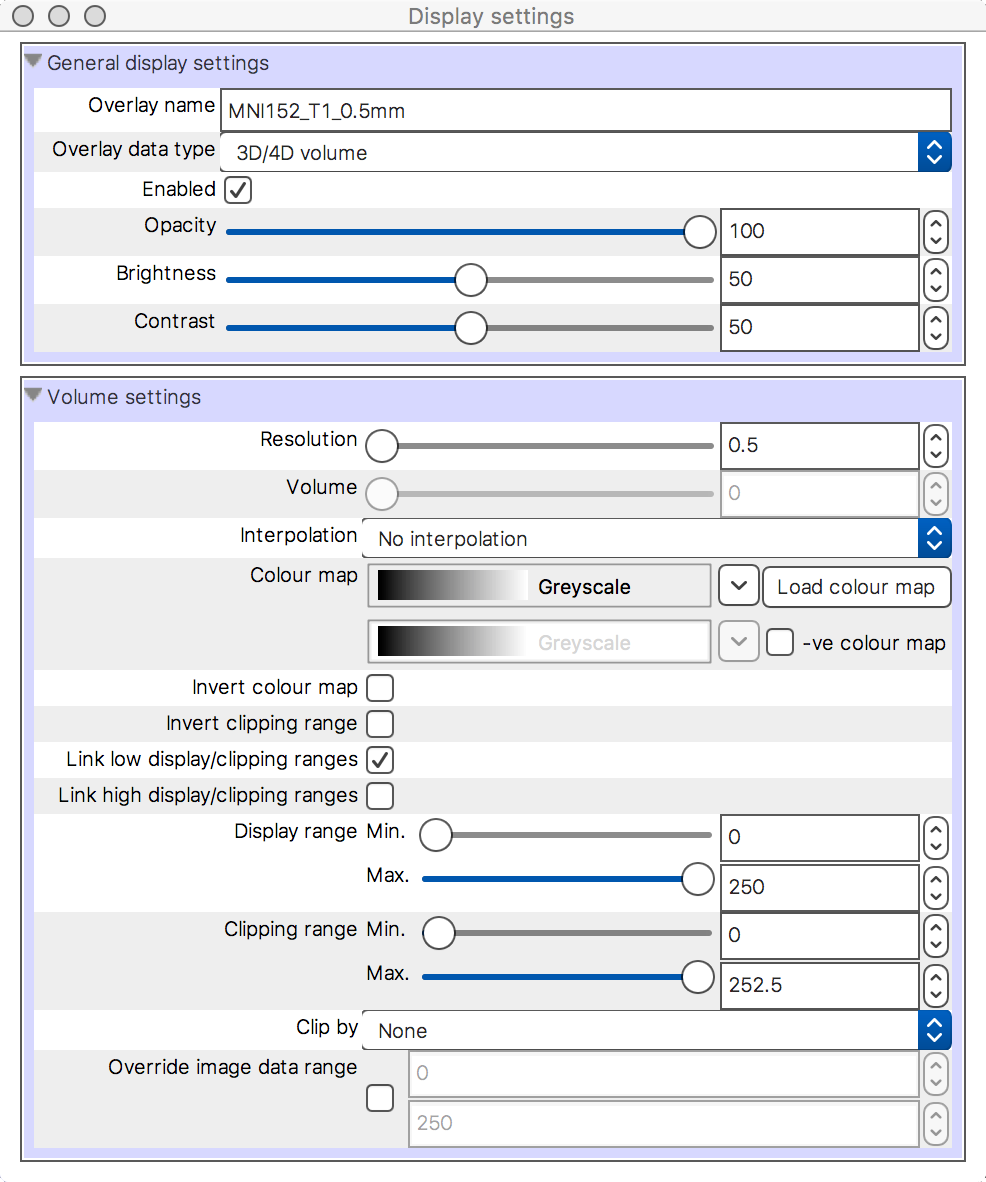 Display settings
General display settings
Overlay name MNI152_T1_0.5mm
Overlay data type 3D/4D volume
Enabled
Opacity 100
Brightness 50
Contrast 50
Volume settings
Resolution 0.5
Volume 0
Interpolation No interpolation
Colour map Greyscale Load colour map
Greyscale -ve colour map
Invert colour map
Invert clipping range
Link low display/clipping ranges
Link high display/clipping ranges
Display range Min. 0
Max. 250
Clipping range Min. 0
Max. 252.5
Clip by None
Override image data range 0
250